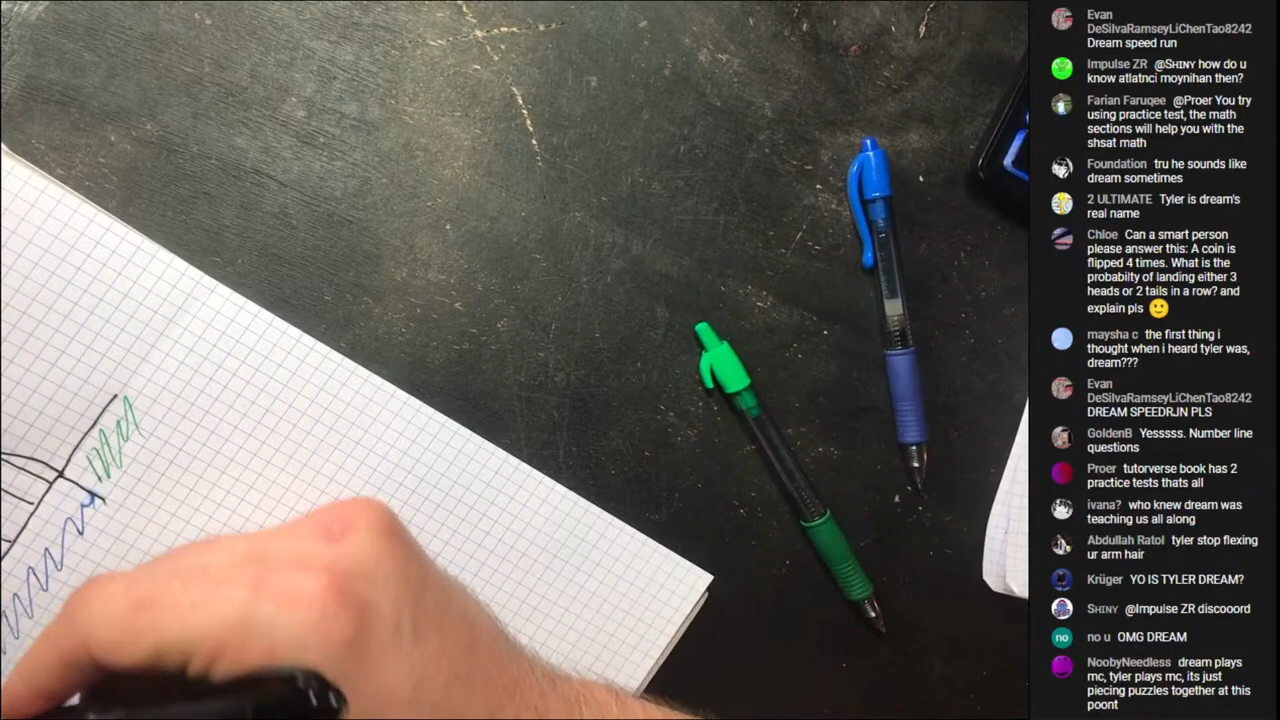 Evan
DeSilvaRamseyLiChenTao8242
Dream speed run
Impulse ZR @Sʜɪɴʏ how do u
know atlatnci moynihan then?
Farian Faruqee @Proer You try
using practice test, the math
sections will help you with the
shsat math
Foundation tru he sounds like
dream sometimes
2 ULTIMATE Tyler is dream's
real name
Chloe Can a smart person
please answer this: A coin is
flipped 4 times. What is the
probabilty of landing either 3
heads or 2 tails in a row? and
explain pls
maysha c the first thing i
thought when i heard tyler was,
dream???
Evan
DeSilvaRamseyLiChenTao8242
DREAM SPEEDRJN PLS
GoldenB Yesssss. Number line
questions
Proer tutorverse book has 2
practice tests thats all
ivana? who knew dream was
teaching us all along
Abdullah Ratol tyler stop flexing
ur arm hair
Krüger YO IS TYLER DREAM?
Sʜɪɴʏ @Impulse ZR discooord
no no u OMG DREAM
NoobyNeedless dream plays
mc, tyler plays mc, its just
piecing puzzles together at this
poont